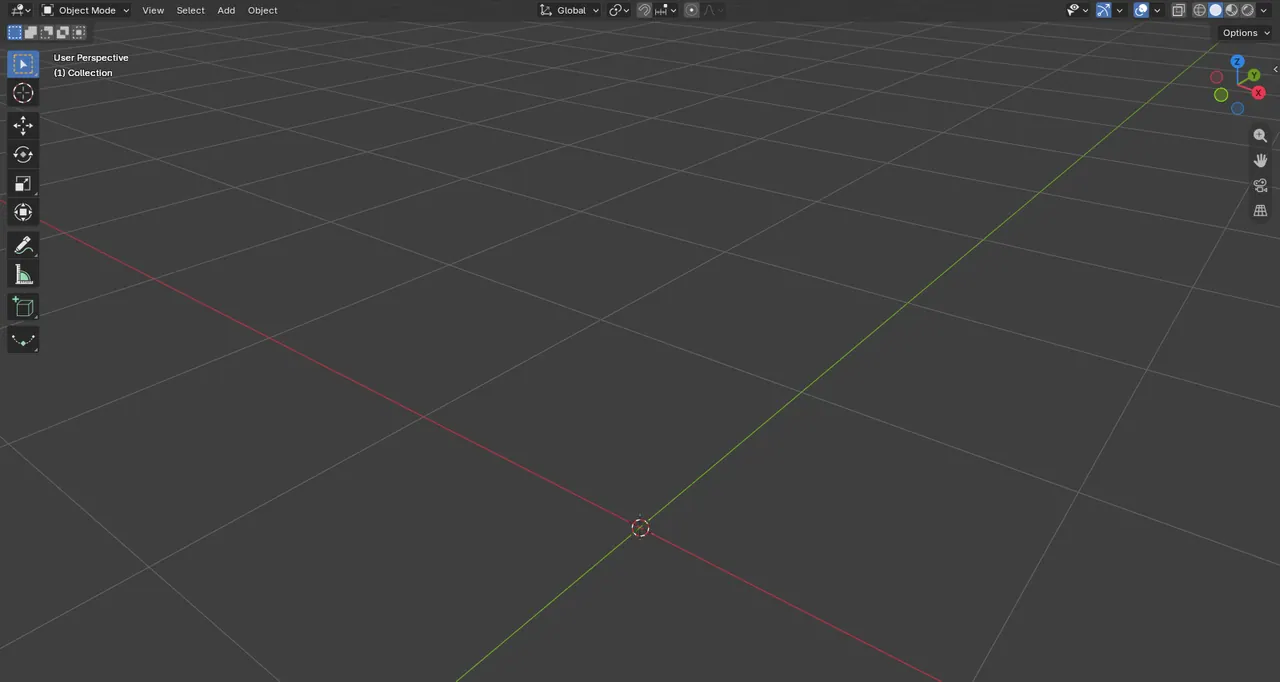 Object Mode View Select Add Object Global
Options
User Perspective
(1) Collection
Z
Y
X